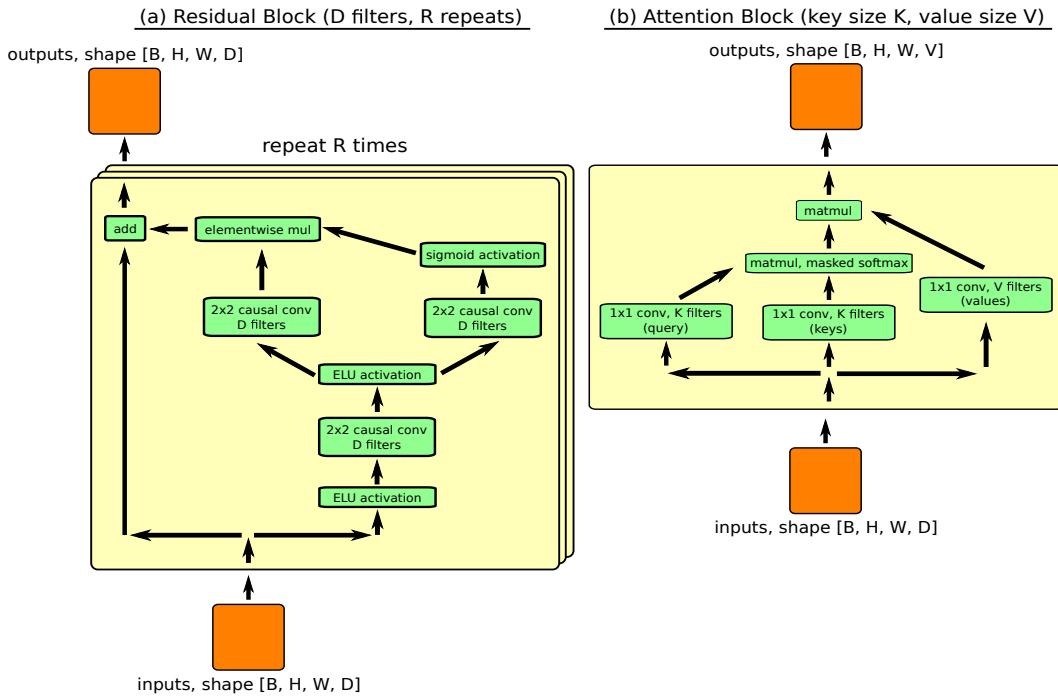 (a) Residual Block (D filters, R repeats)
outputs, shape [B, H, W, D]
repeat R times
add
elementwise mul
sigmoid activation
2x2 causal conv
D filters
2x2 causal conv
D filters
ELU activation
2x2 causal conv
D filters
ELU activation
inputs, shape [B, H, W, D]
(b) Attention Block (key size K, value size V)
outputs, shape [B, H, W, V]
matmul
matmul, masked softmax
1x1 conv, K filters
(query)
1x1 conv, K filters
(keys)
1x1 conv, V filters
(values)
inputs, shape [B, H, W, D]